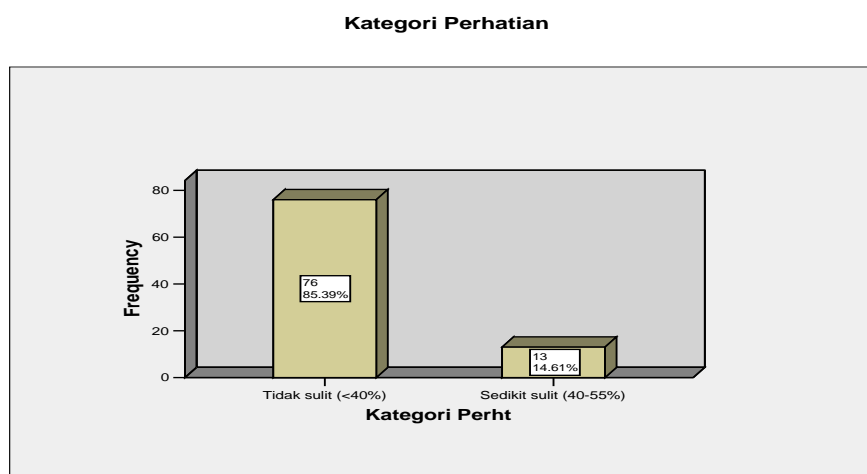 Kategori Perhatian
80
60
40
20
0
Frequency
76
85.39%
13
14.61%
Tidak sulit (<40%)
Sedikit sulit (40-55%)
Kategori Perht